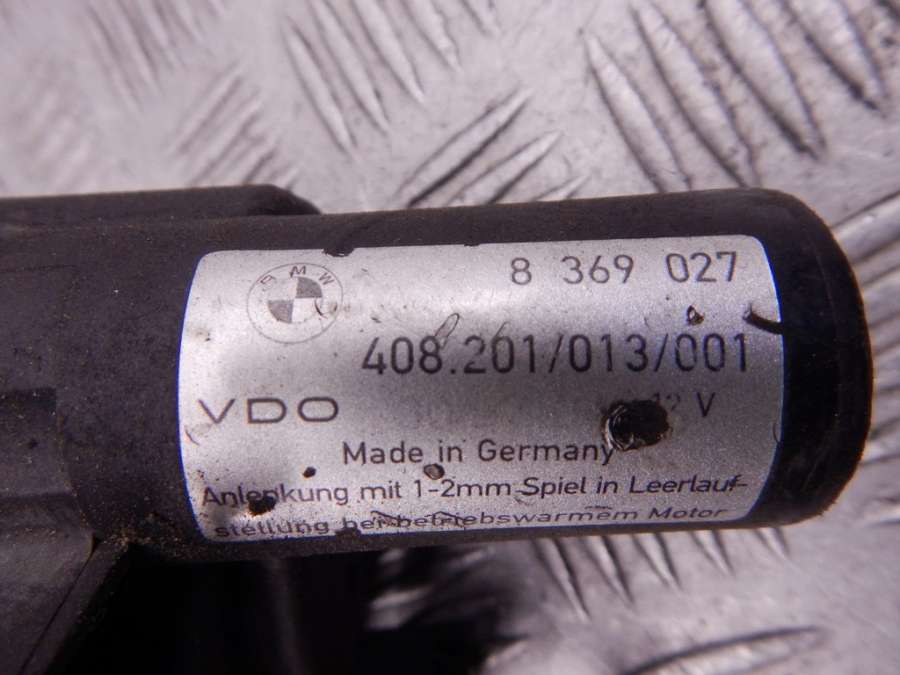 BMW
8 369 027
408.201/013/001
VDO
12 V
Made in Germany
Anlenkung mit 1-2mm Spiel in Leerlauf-
stellung bei betriebswarmem Motor